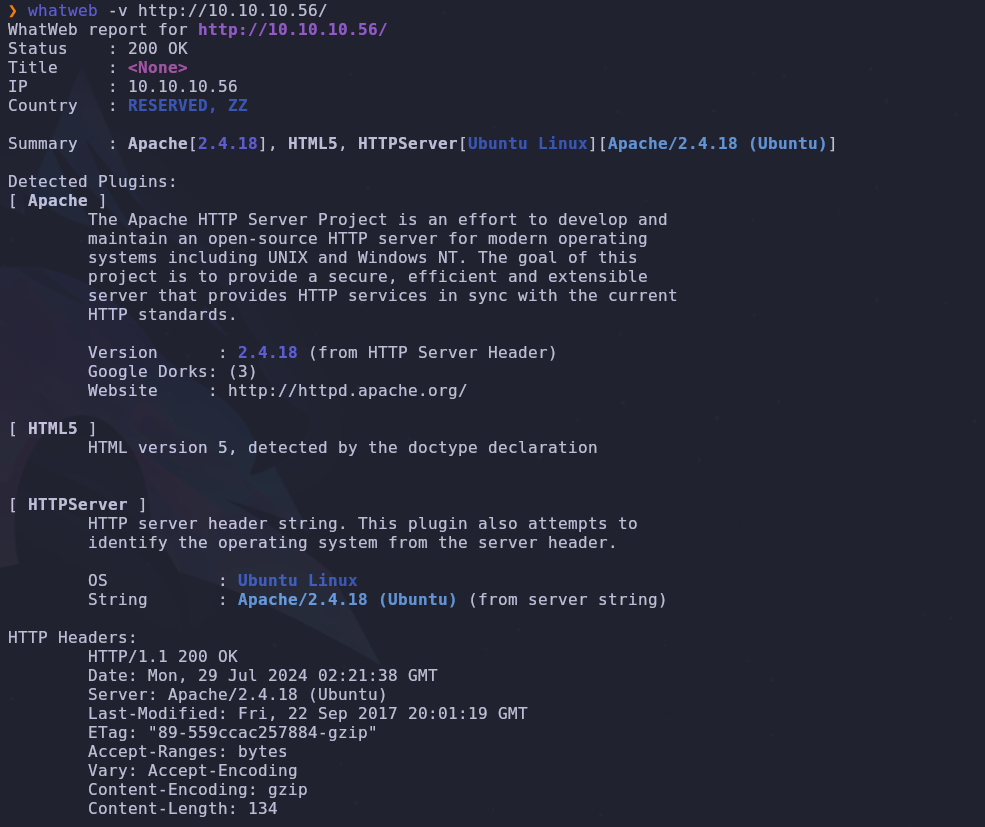 ❯ whatweb -v http://10.10.10.56/
WhatWeb report for http://10.10.10.56/
Status    : 200 OK
Title     : <None>
IP        : 10.10.10.56
Country   : RESERVED, ZZ

Summary   : Apache[2.4.18], HTML5, HTTPServer[Ubuntu Linux][Apache/2.4.18 (Ubuntu)]

Detected Plugins:
[ Apache ]
        The Apache HTTP Server Project is an effort to develop and
        maintain an open-source HTTP server for modern operating
        systems including UNIX and Windows NT. The goal of this
        project is to provide a secure, efficient and extensible
        server that provides HTTP services in sync with the current
        HTTP standards.

        Version      : 2.4.18 (from HTTP Server Header)
        Google Dorks: (3)
        Website     : http://httpd.apache.org/

[ HTML5 ]
        HTML version 5, detected by the doctype declaration


[ HTTPServer ]
        HTTP server header string. This plugin also attempts to
        identify the operating system from the server header.

        OS           : Ubuntu Linux
        String       : Apache/2.4.18 (Ubuntu) (from server string)

HTTP Headers:
        HTTP/1.1 200 OK
        Date: Mon, 29 Jul 2024 02:21:38 GMT
        Server: Apache/2.4.18 (Ubuntu)
        Last-Modified: Fri, 22 Sep 2017 20:01:19 GMT
        ETag: "89-559ccac257884-gzip"
        Accept-Ranges: bytes
        Vary: Accept-Encoding
        Content-Encoding: gzip
        Content-Length: 134